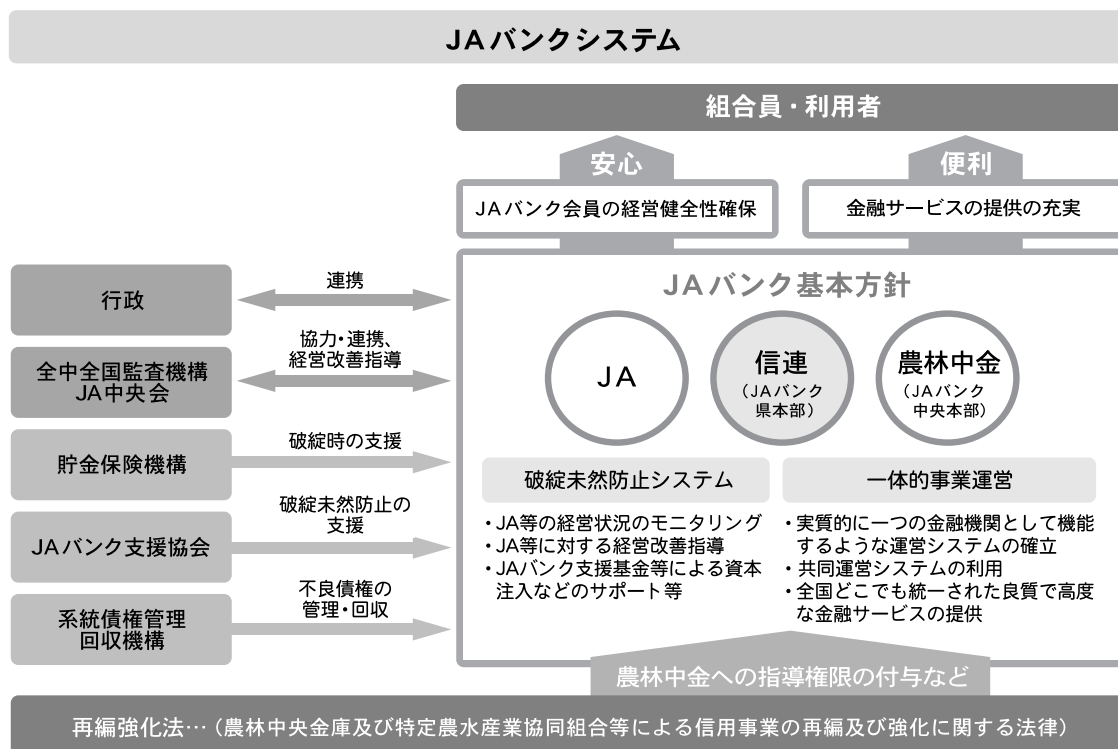 JAバンクシステム
組合員・利用者
安心
便利
JAバンク会員の経営健全性確保
金融サービスの提供の充実
行政
連携
全中全国監査機構
JA中央会
協力・連携、
経営改善指導
貯金保険機構
破綻時の支援
JAバンク支援協会
破綻未然防止の
支援
系統債権管理
回収機構
不良債権の
管理・回収
JAバンク基本方針
JA
信連
(JAバンク
県本部)
農林中金
(JAバンク
中央本部)
破綻未然防止システム
・JA等の経営状況のモニタリング
・JA等に対する経営改善指導
・JAバンク支援基金等による資本
注入などのサポート等
一体的事業運営
・実質的に一つの金融機関として機能
するような運営システムの確立
・共同運営システムの利用
・全国どこでも統一された良質で高度
な金融サービスの提供
農林中金への指導権限の付与など
再編強化法…(農林中央金庫及び特定農水産業協同組合等による信用事業の再編及び強化に関する法律)